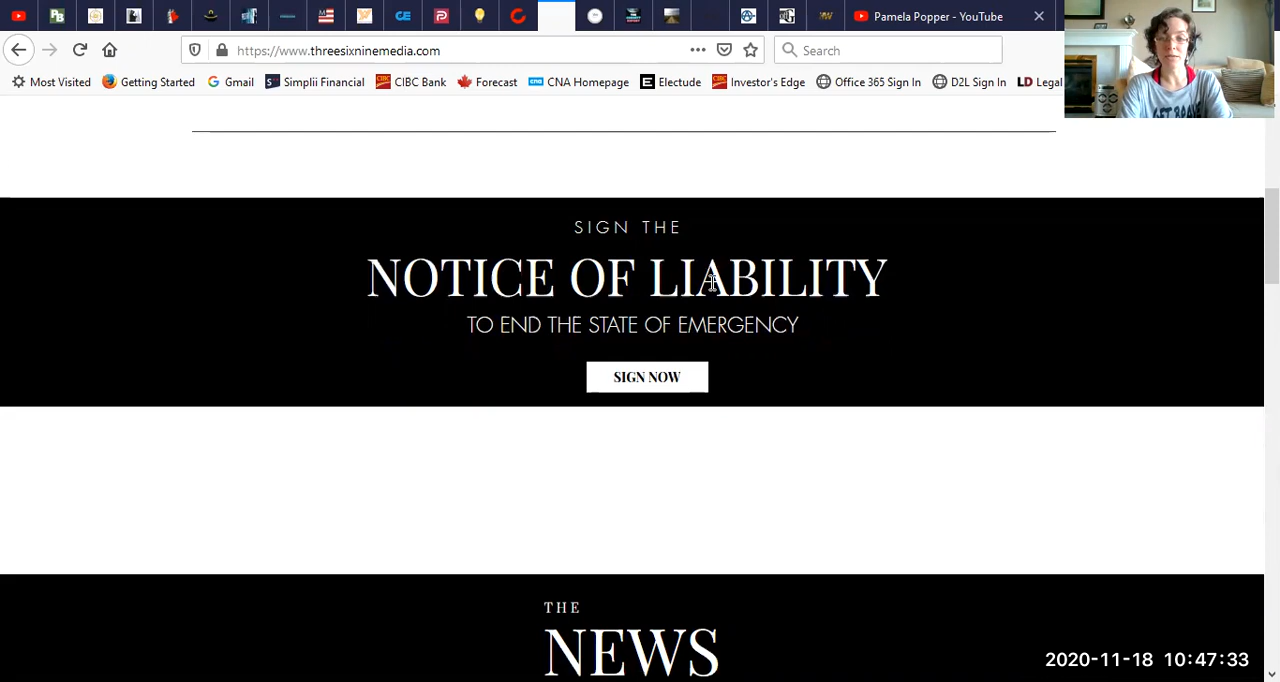 Pamela Popper - YouTube
https://www.threesixninemedia.com
Search
Most Visited
Getting Started
Gmail
Simplii Financial
CIBC Bank
Forecast
CNA Homepage
Electude
Investor's Edge
Office 365 Sign In
D2L Sign In
Legal
SIGN THE
NOTICE OF LIABILITY
TO END THE STATE OF EMERGENCY
SIGN NOW
THE
NEWS
2020-11-18 10:47:33